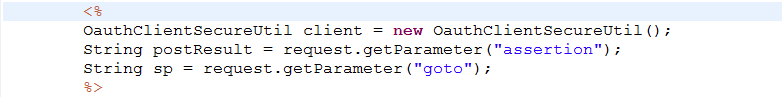 <%
OauthClientSecureUtil client = new OauthClientSecureUtil();
String postResult = request.getParameter("assertion");
String sp = request.getParameter("goto");
%>